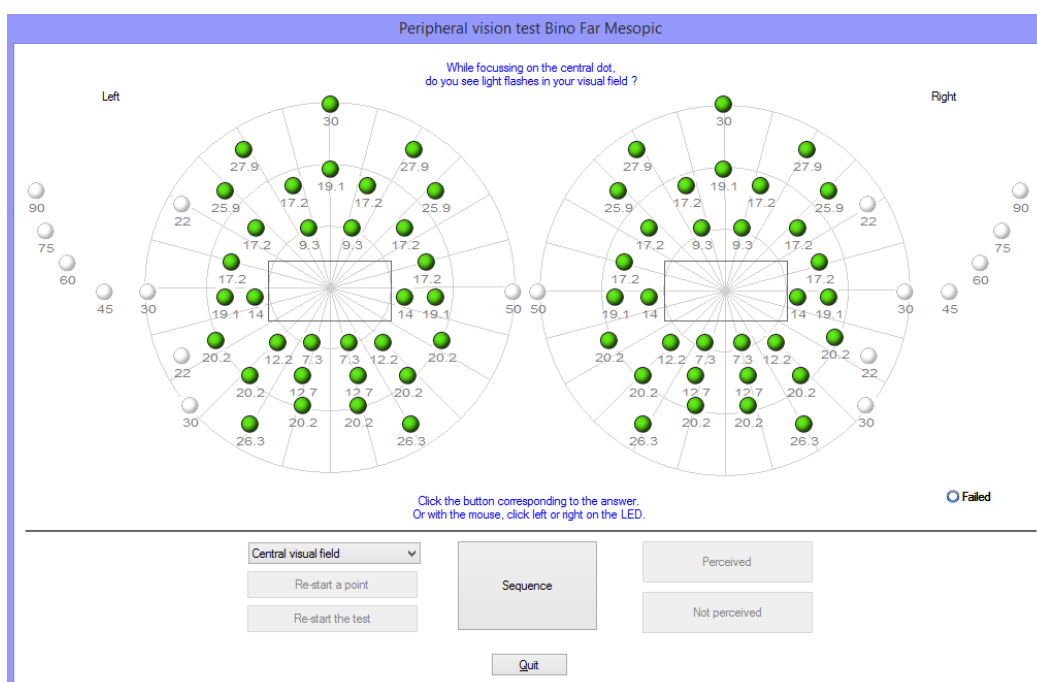 Peripheral vision test Bino Far Mesopic
While focussing on the central dot,
do you see light flashes in your visual field ?
Left
Right
30 30
27.9 27.9 27.9 27.9
19.1 19.1
90 25.9 17.2 17.2 25.9 25.9 17.2 17.2 25.9 90
22 22
75 17.2 9.3 9.3 17.2 17.2 9.3 9.3 17.2 75
60 17.2 17.2 17.2 17.2 60
45 30 19.1 14 14 19.1 50 50 19.1 14 14 19.1 30 45
20.2 12.2 7.3 7.3 12.2 20.2 20.2 12.2 7.3 7.3 12.2 20.2
22 22
20.2 12.7 12.7 20.2 20.2 12.7 12.7 20.2
30 20.2 20.2 20.2 20.2 30
26.3 26.3 26.3 26.3
Click the button corresponding to the answer.
Or with the mouse, click left or right on the LED.
Failed
Central visual field
Re-start a point
Re-start the test
Sequence
Perceived
Not perceived
Quit